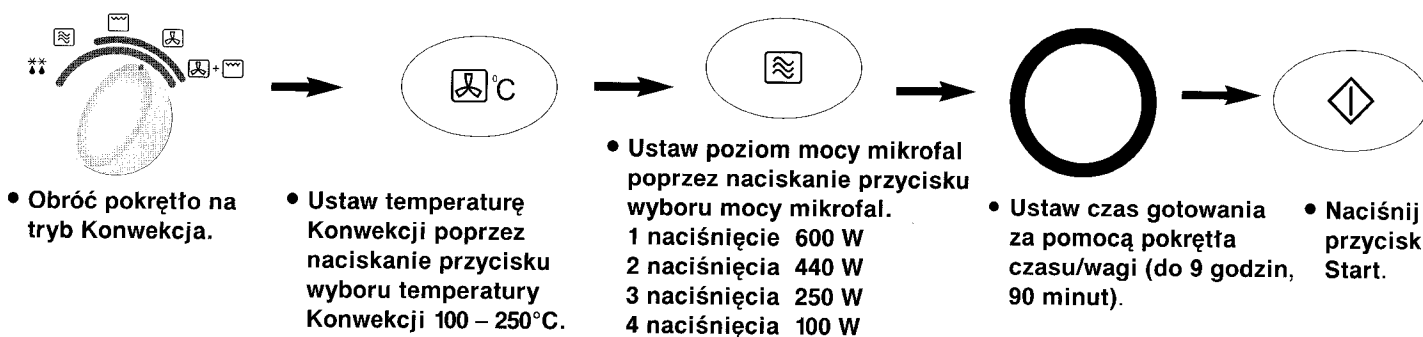 °C
• Obróć pokrętło na
tryb Konwekcja.
• Ustaw temperaturę
Konwekcji poprzez
naciskanie przycisku
wyboru temperatury
Konwekcji 100 – 250°C.
• Ustaw poziom mocy mikrofal
poprzez naciskanie przycisku
wyboru mocy mikrofal.
1 naciśnięcie 600 W
2 naciśnięcia 440 W
3 naciśnięcia 250 W
4 naciśnięcia 100 W
• Ustaw czas gotowania
za pomocą pokrętła
czasu/wagi (do 9 godzin,
90 minut).
• Naciśnij
przycisk
Start.